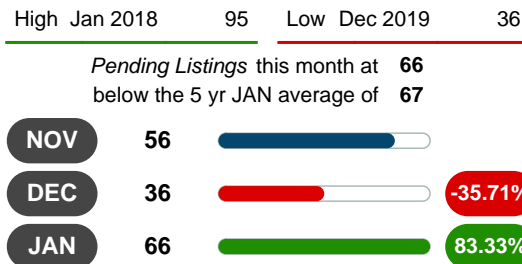 High Jan 2018 95 Low Dec 2019 36
Pending Listings this month at 66
below the 5 yr JAN average of 67
NOV 56
DEC 36 -35.71%
JAN 66 83.33%